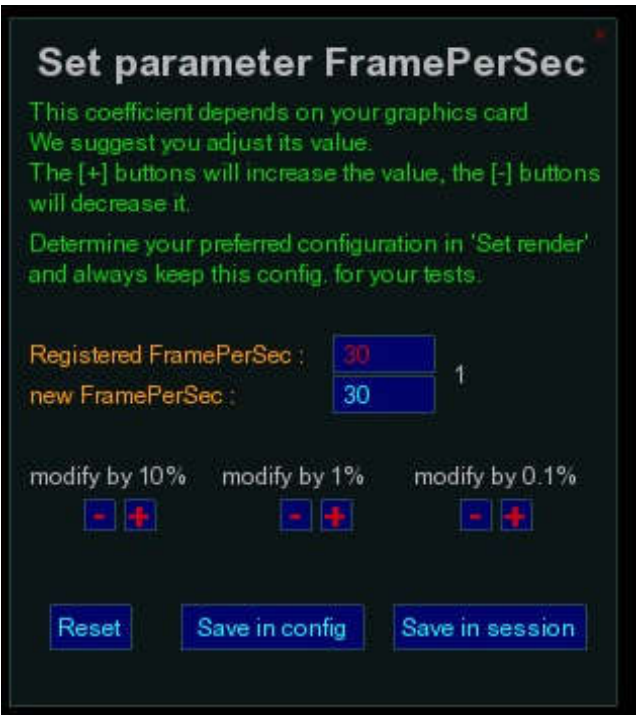 Set parameter FramePerSec
This coefficient depends on your graphics card
We suggest you adjust its value.
The [+] buttons will increase the value, the [-] buttons
will decrease it.
Determine your preferred configuration in 'Set render'
and always keep this config. for your tests.
Registered FramePerSec : 30
1
new FramePerSec : 30
modify by 10% modify by 1% modify by 0.1%
- + - + - +
Reset Save in config Save in session